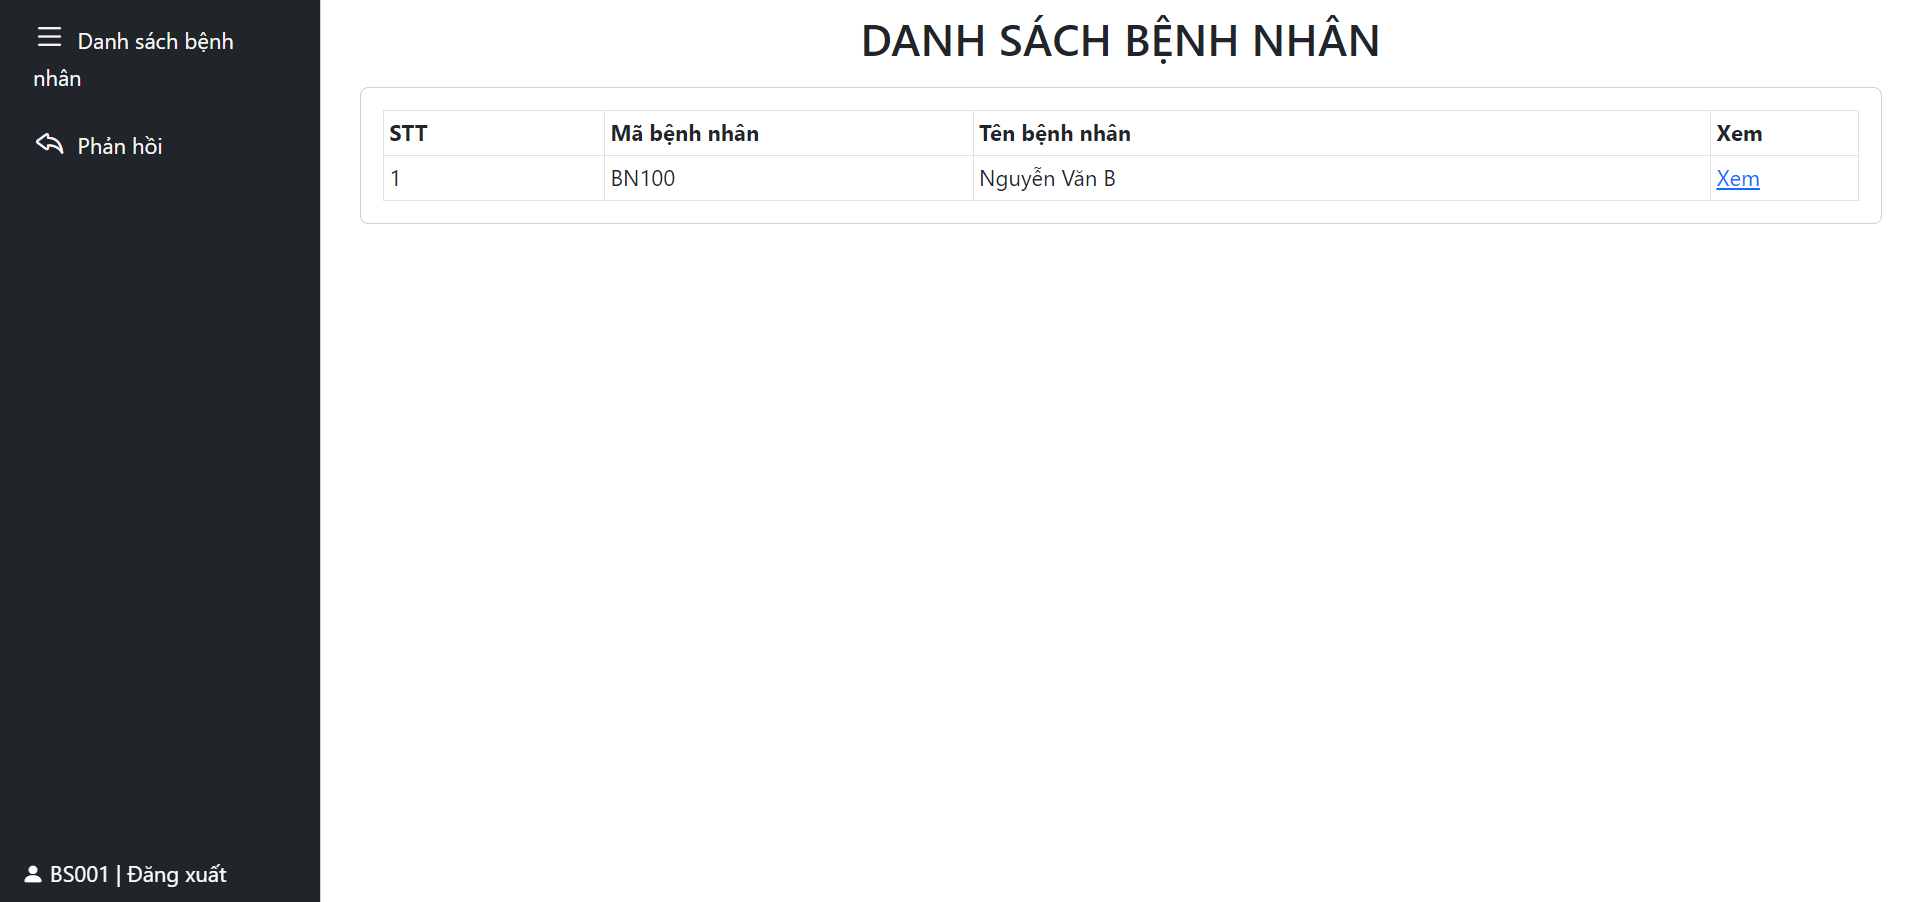 Danh sách bệnh
nhân
Phản hồi
BS001 | Đăng xuất
DANH SÁCH BỆNH NHÂN
STT Mã bệnh nhân Tên bệnh nhân Xem
1 BN100 Nguyễn Văn B Xem